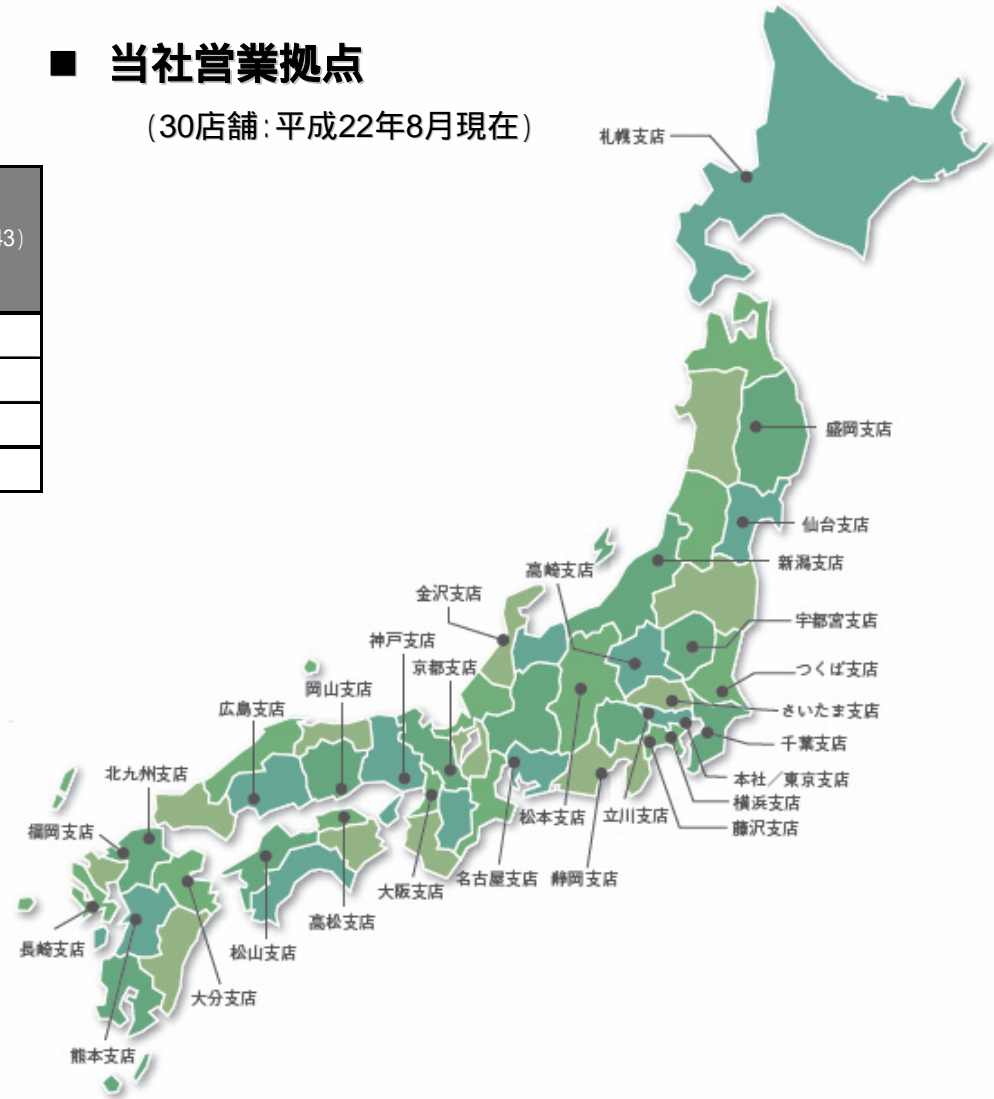 ■ 当社営業拠点
(30店舗:平成22年8月現在)
43)
札幌支店
盛岡支店
仙台支店
新潟支店
高崎支店
金沢支店
宇都宮支店
神戸支店
京都支店
つくば支店
岡山支店
さいたま支店
広島支店
千葉支店
北九州支店
本社/東京支店
横浜支店
松本支店
立川支店
藤沢支店
福岡支店
名古屋支店
静岡支店
大阪支店
高松支店
長崎支店
松山支店
大分支店
熊本支店